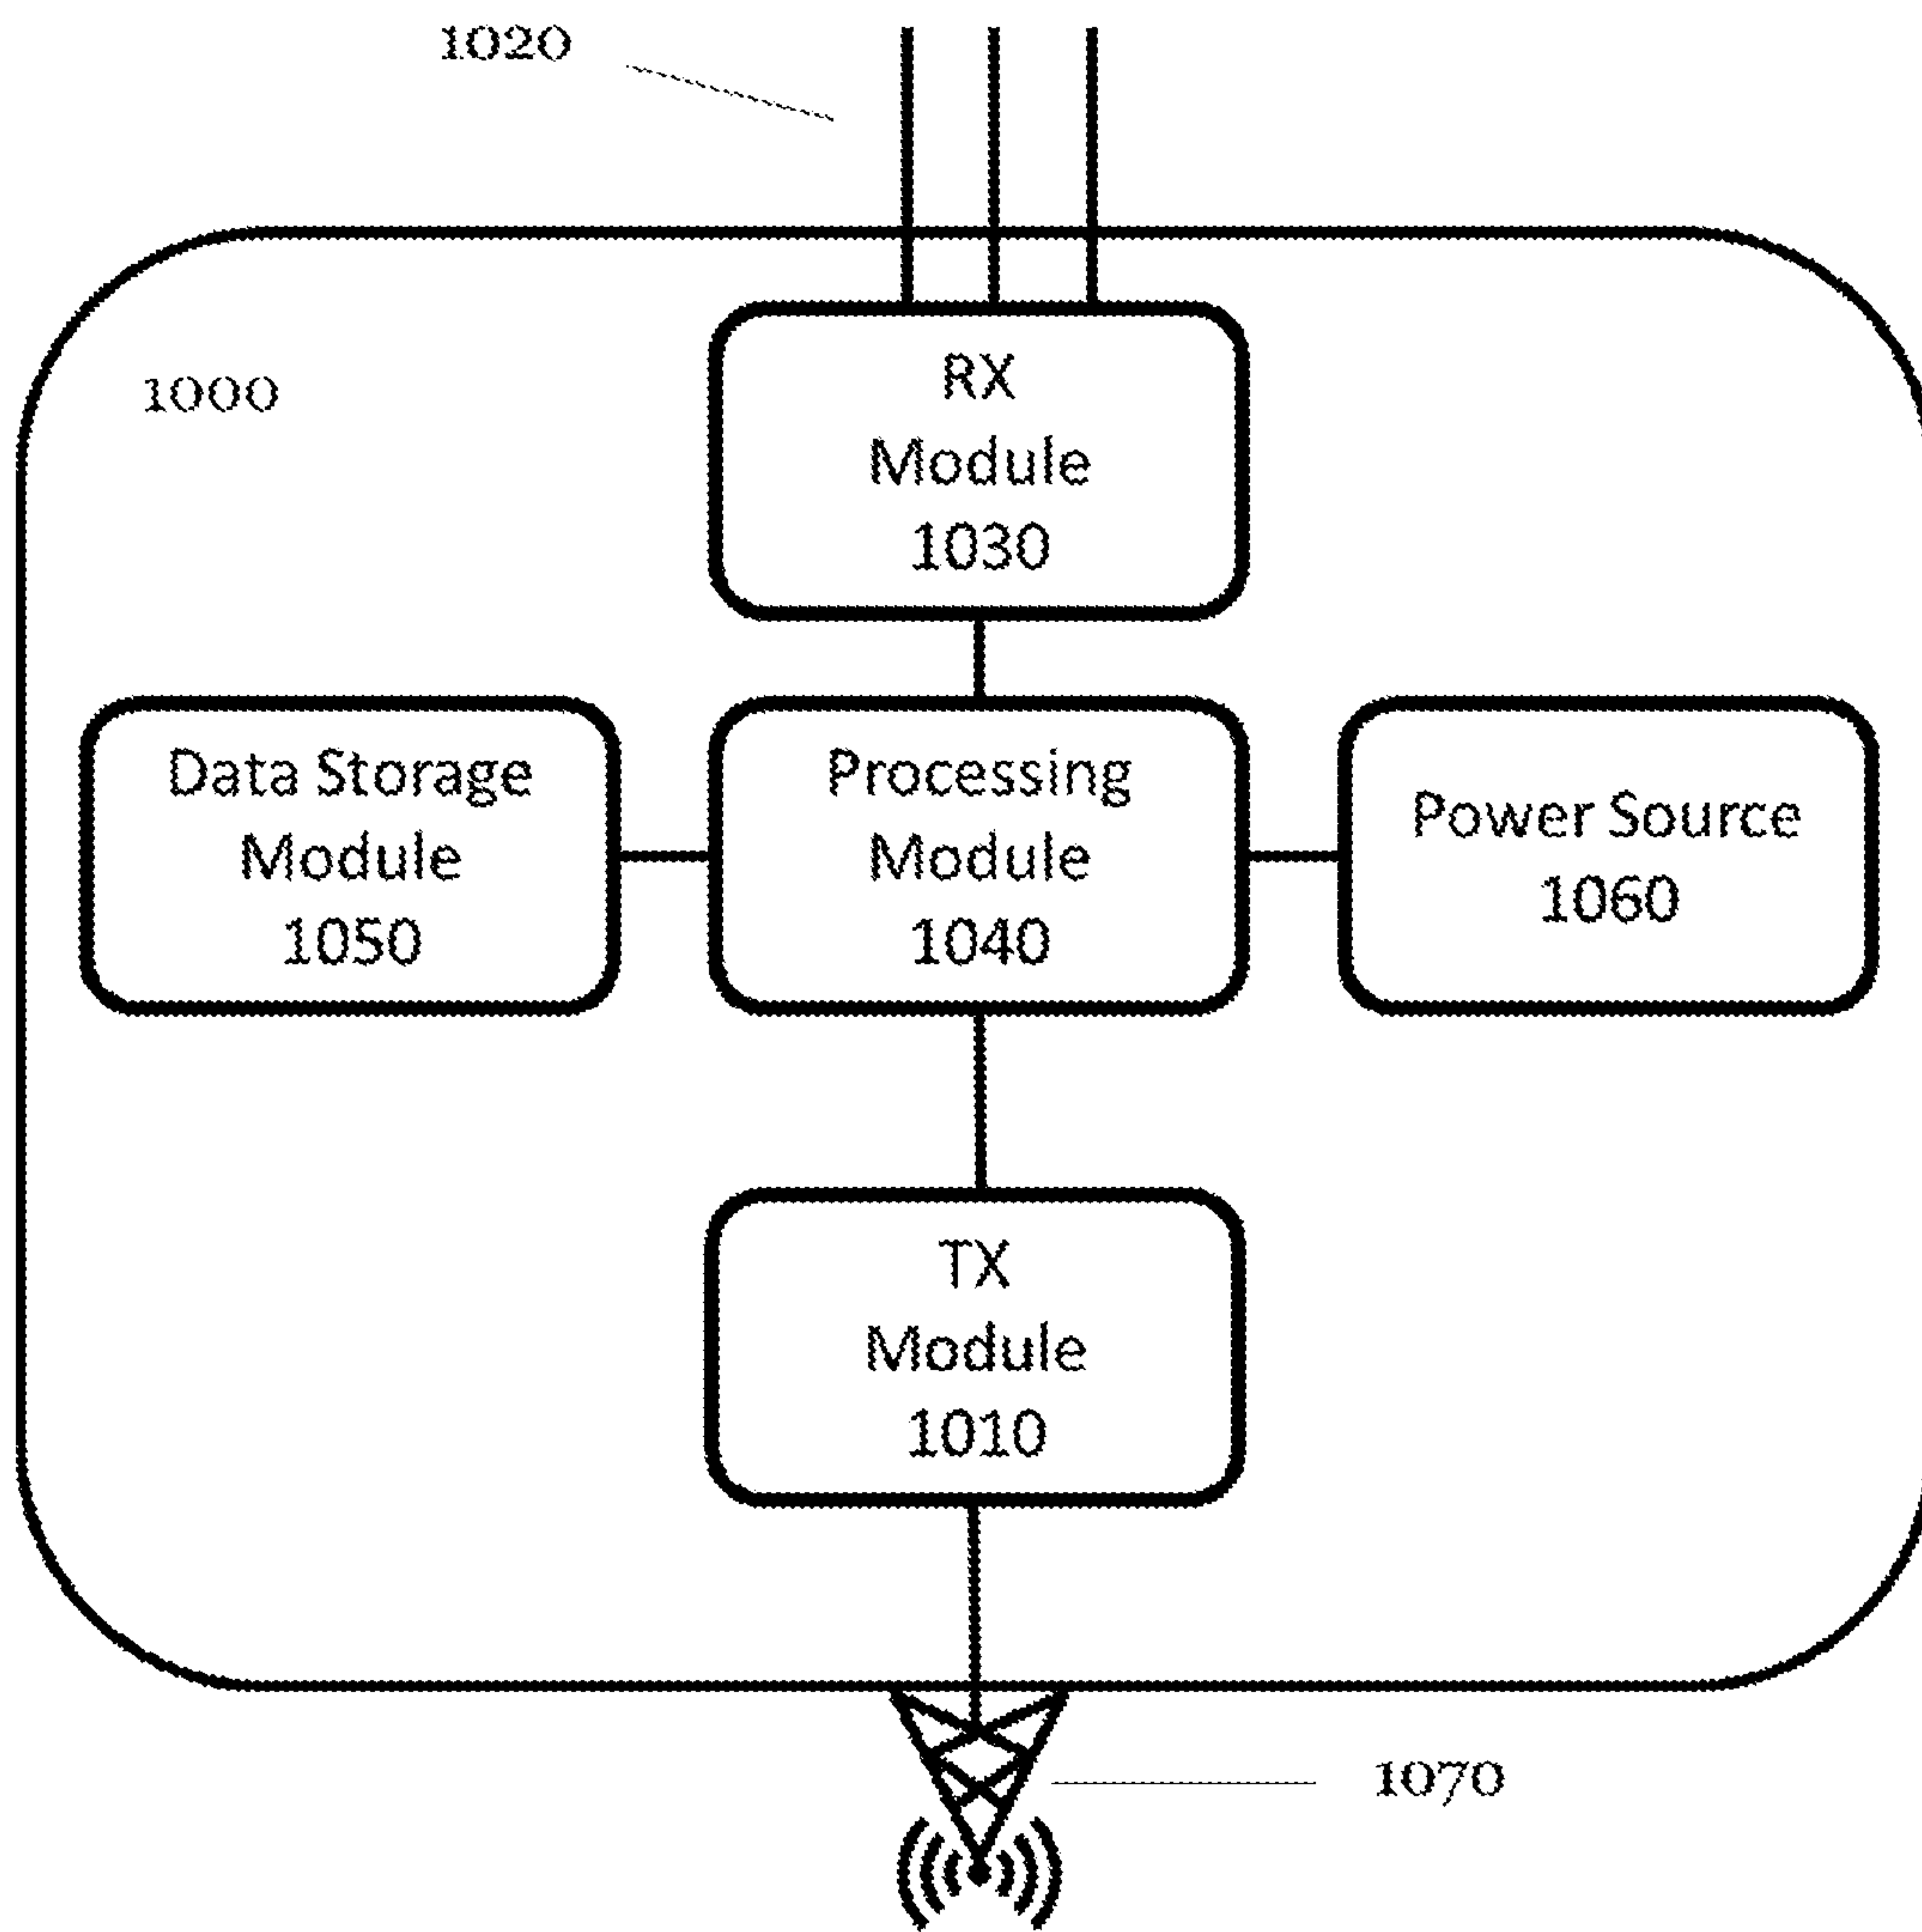 1020
1000
RX
Module
1030
Data Storage
Module
1050
Processing
Module
1040
Power Source
1060
TX
Module
1010
1070